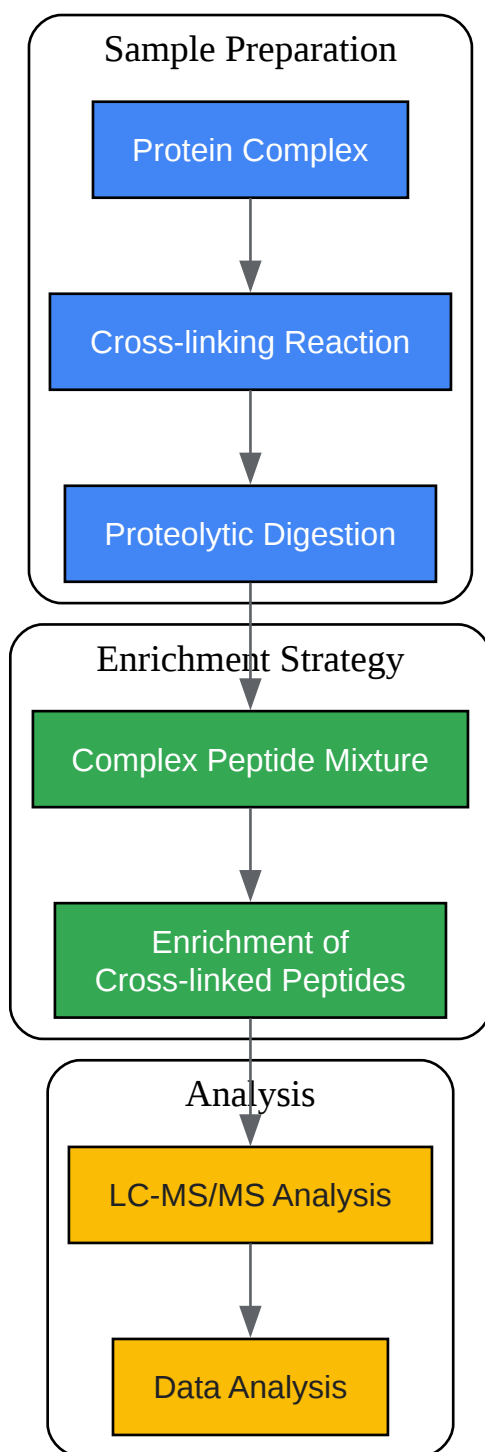 Sample Preparation
Protein Complex
Cross-linking Reaction
Proteolytic Digestion
Enrichment Strategy
Complex Peptide Mixture
Enrichment of
Cross-linked Peptides
Analysis
LC-MS/MS Analysis
Data Analysis